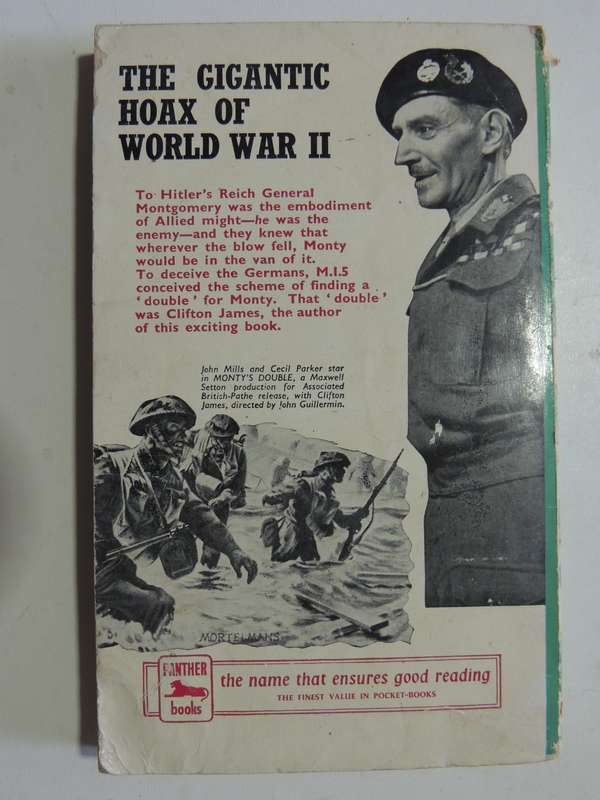 THE GIGANTIC
HOAX OF
WORLD WAR II
To Hitler's Reich General
Montgomery was the embodiment
of Allied might—he was the
enemy—and they knew that
wherever the blow fell, Monty
would be in the van of it.
To deceive the Germans, M.I.5
conceived the scheme of finding a
'double' for Monty. That 'double'
was Clifton James, the author
of this exciting book.
John Mills and Cecil Parker star
in MONTY'S DOUBLE, a Maxwell
Setton production for Associated
British-Pathe release, with Clifton
James, directed by John Guillermin.
MORTELMANS
PANTHER
books
the name that ensures good reading
THE FINEST VALUE IN POCKET-BOOKS